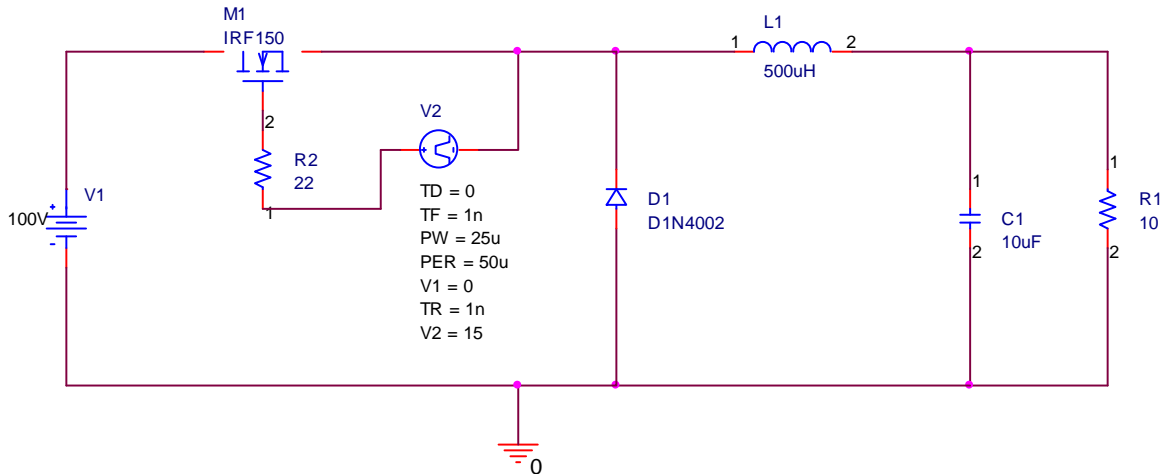 M1
IRF150
2
R2
22
1
V2
TD = 0
TF = 1n
PW = 25u
PER = 50u
V1 = 0
TR = 1n
V2 = 15
V1
100V
+
-
+
-
D1
D1N4002
L1
1
2
500uH
1
C1
10uF
2
1
R1
10
2
0